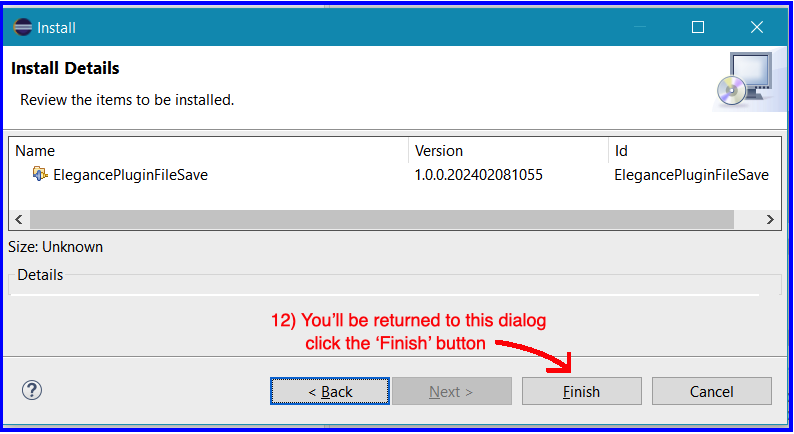 Install
Install Details
Review the items to be installed.
Name Version Id
ElegancePluginFileSave 1.0.0.202402081055 ElegancePluginFileSave
Size: Unknown
Details
12) You'll be returned to this dialog
click the ‘Finish’ button
< Back Next > Finish Cancel